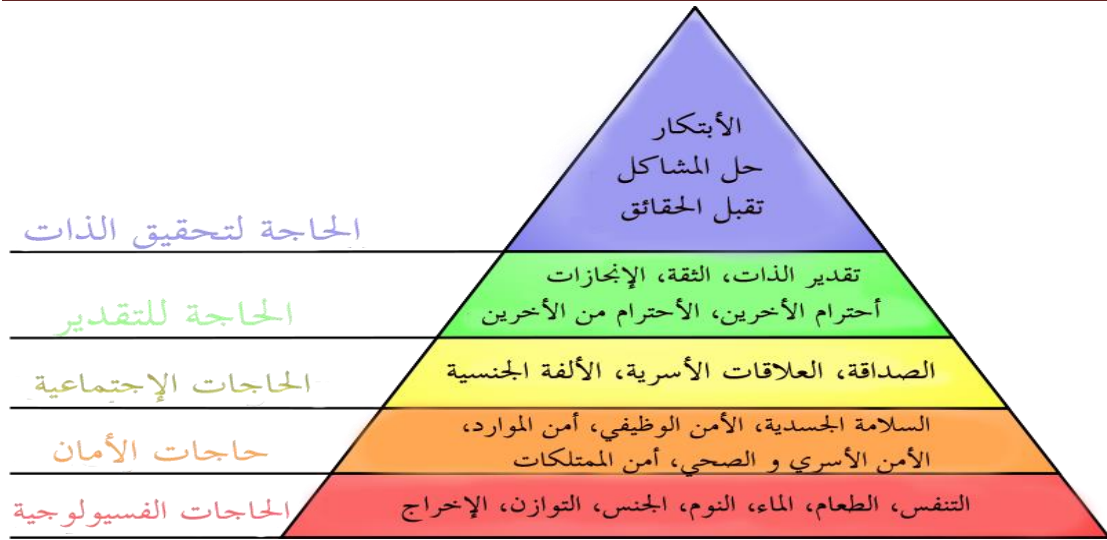 الأبتكار
حل المشاكل
تقبل الحقائق
الحاجة لتحقيق الذات
تقدير الذات، الثقة، الإنجازات
أحترام الأخرين، الأحترام من الأخرين
الحاجة للتقدير
الصداقة، العلاقات الأسرية، الألفة الجنسية
الحاجات الإجتماعية
السلامة الجسدية، الأمن الوظيفي، أمن الموارد،
الأمن الأسري و الصحي، أمن الممتلكات
حاجات الأمان
التنفس، الطعام، الماء، النوم، الجنس، التوازن، الإخراج
الحاجات الفسيولوجية